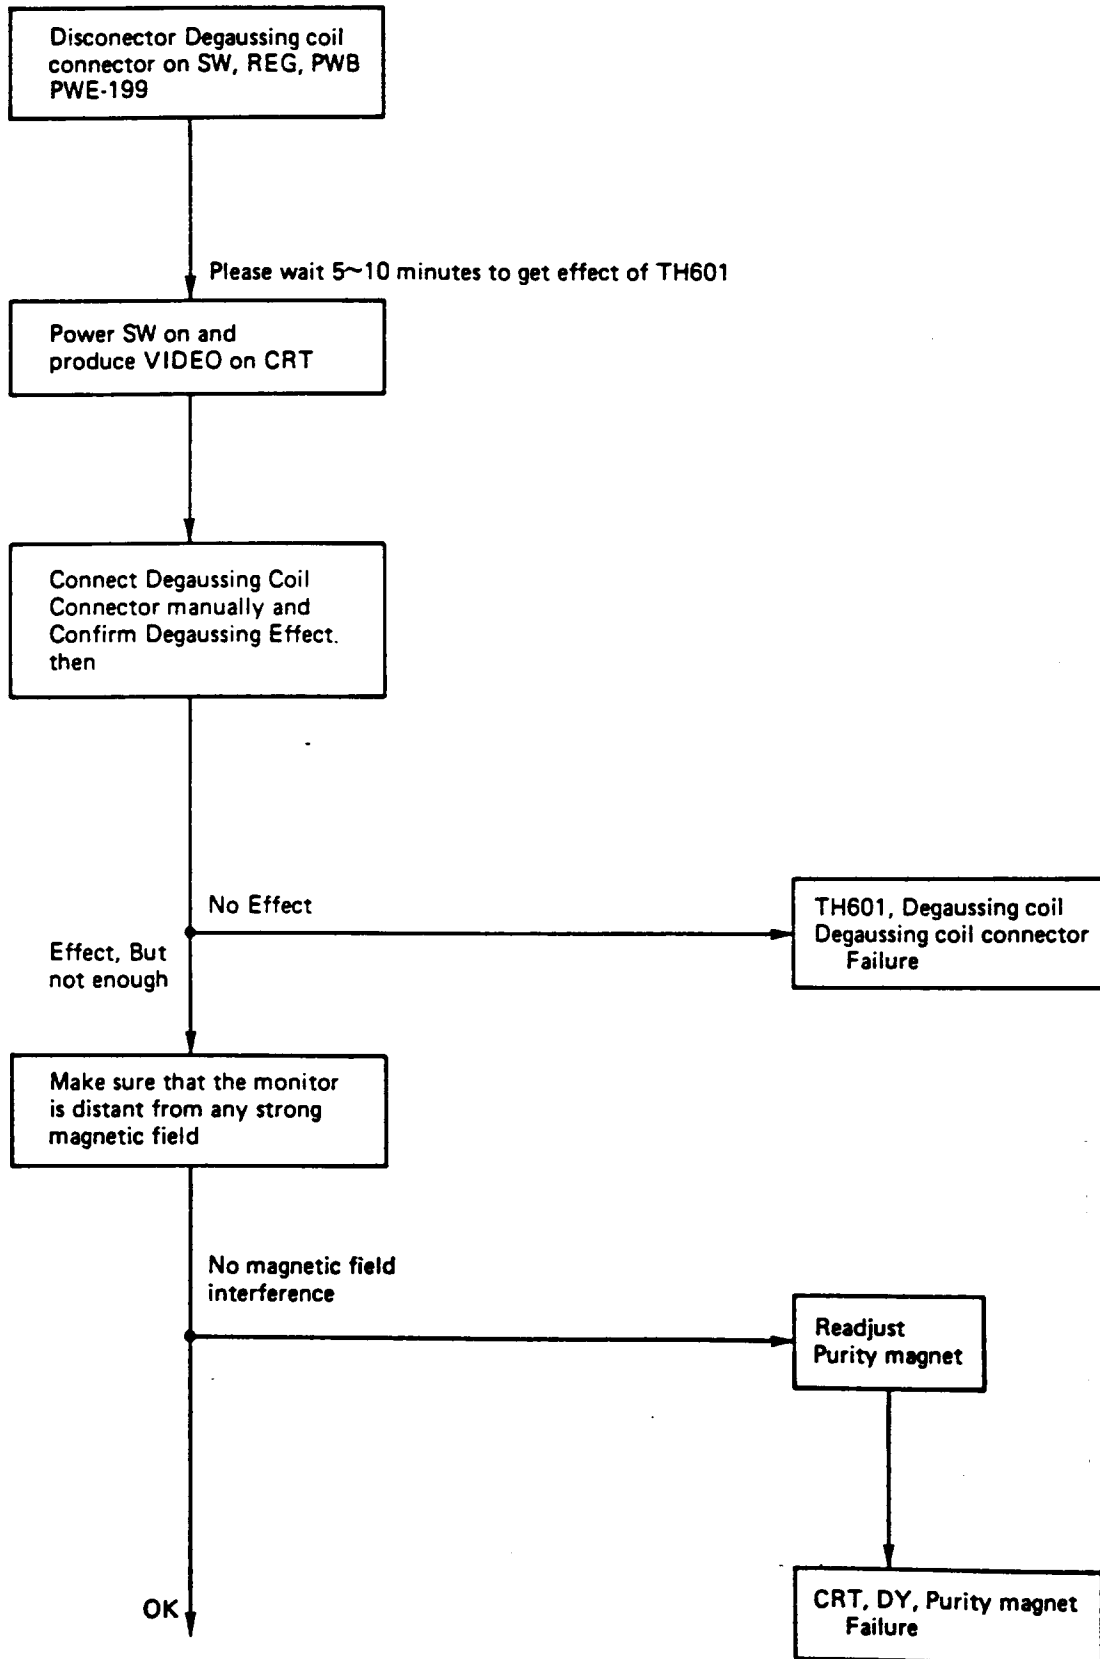 Disconector Degaussing coil
connector on SW, REG, PWB
PWE-199
Please wait 5~10 minutes to get effect of TH601
Power SW on and
produce VIDEO on CRT
Connect Degaussing Coil
Connector manually and
Confirm Degaussing Effect.
then
No Effect
TH601, Degaussing coil
Degaussing coil connector
Failure
Effect, But
not enough
Make sure that the monitor
is distant from any strong
magnetic field
No magnetic field
interference
Readjust
Purity magnet
OK
CRT, DY, Purity magnet
Failure